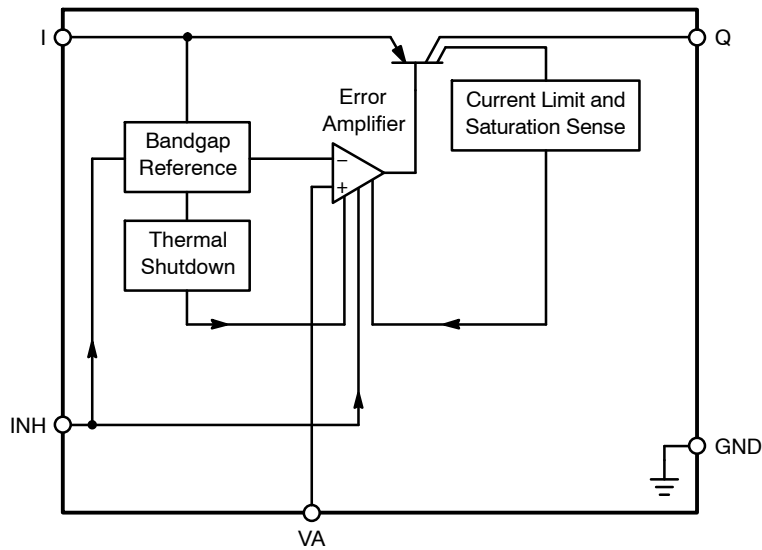 I
Q
Error
Amplifier
Current Limit and
Saturation Sense
Bandgap
Reference
−
+
Thermal
Shutdown
INH
GND
VA